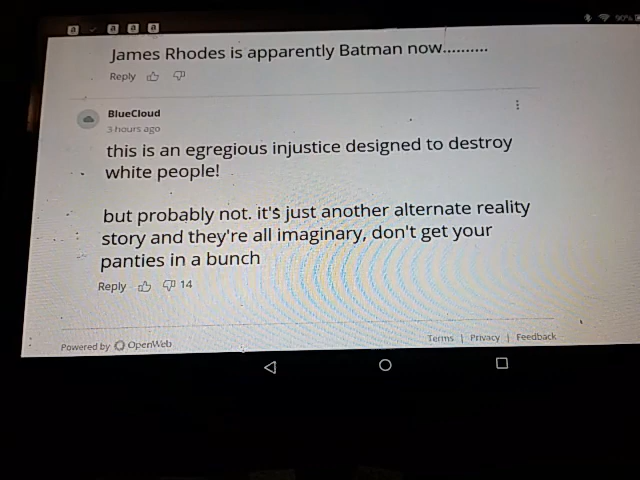 a a a a
90%
James Rhodes is apparently Batman now..........
Reply
BlueCloud
3 hours ago
this is an egregious injustice designed to destroy
white people!
but probably not. it's just another alternate reality
story and they're all imaginary, don't get your
panties in a bunch
Reply 14
Powered by OpenWeb
Terms | Privacy | Feedback